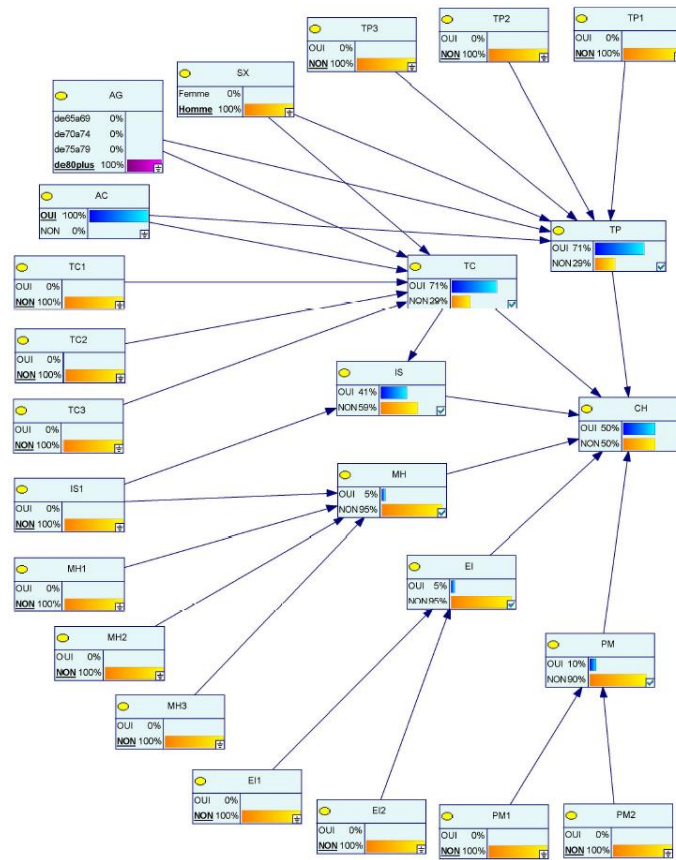 TP3
OUI 0%
NON 100%
TP2
OUI 0%
NON 100%
TP1
OUI 0%
NON 100%
SX
Femme 0%
Homme 100%
AG
de65a69 0%
de70a74 0%
de75a79 0%
de80plus 100%
AC
OUI 100%
NON 0%
TP
OUI 71%
NON 29%
TC1
OUI 0%
NON 100%
TC
OUI 71%
NON 29%
TC2
OUI 0%
NON 100%
IS
OUI 41%
NON 59%
TC3
OUI 0%
NON 100%
CH
OUI 50%
NON 50%
IS1
OUI 0%
NON 100%
MH
OUI 5%
NON 95%
MH1
OUI 0%
NON 100%
EI
OUI 5%
NON 95%
MH2
OUI 0%
NON 100%
PM
OUI 10%
NON 90%
MH3
OUI 0%
NON 100%
EI1
OUI 0%
NON 100%
EI2
OUI 0%
NON 100%
PM1
OUI 0%
NON 100%
PM2
OUI 0%
NON 100%